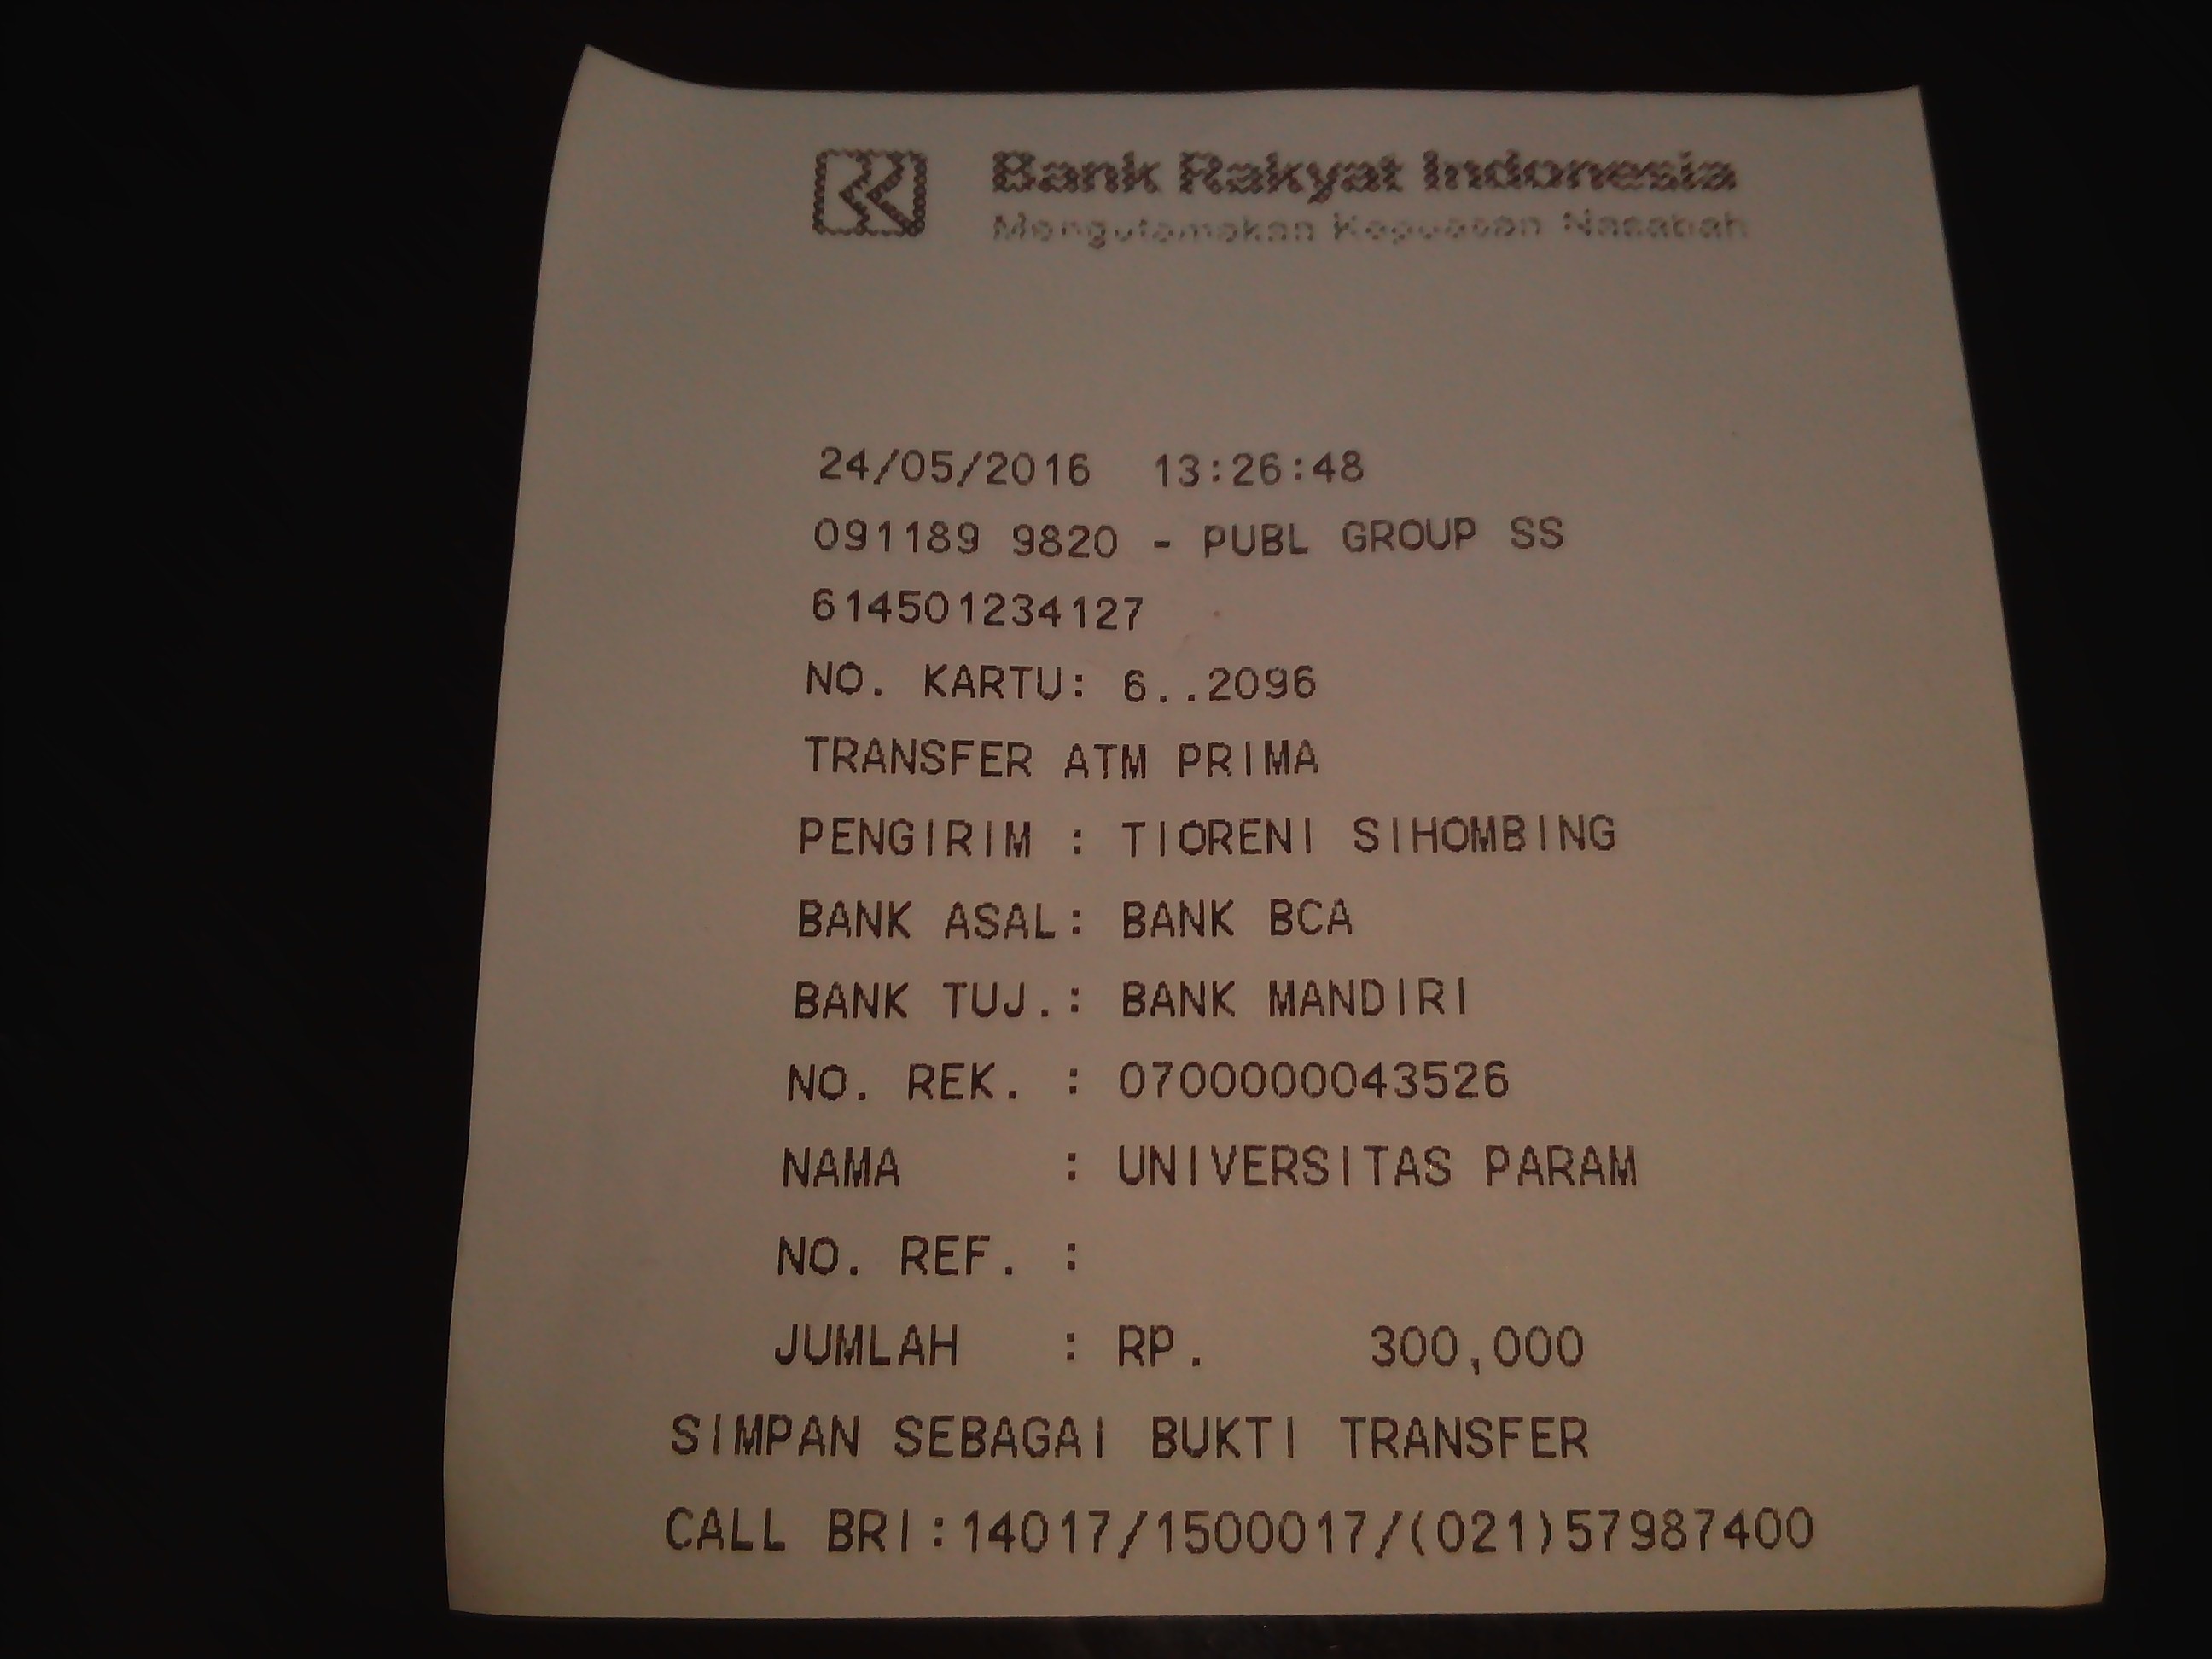 Bank Rakyat Indonesia
Mengutamakan Kepuasan Nasabah
24/05/2016 13:26:48
091189 9820 - PUBL GROUP SS
614501234127
NO. KARTU: 6..2096
TRANSFER ATM PRIMA
PENGIRIM : TIORENI SIHOMBING
BANK ASAL: BANK BCA
BANK TUJ.: BANK MANDIRI
NO. REK. : 0700000043526
NAMA : UNIVERSITAS PARAM
NO. REF. :
JUMLAH : RP. 300,000
SIMPAN SEBAGAI BUKTI TRANSFER
CALL BRI:14017/1500017/(021)57987400